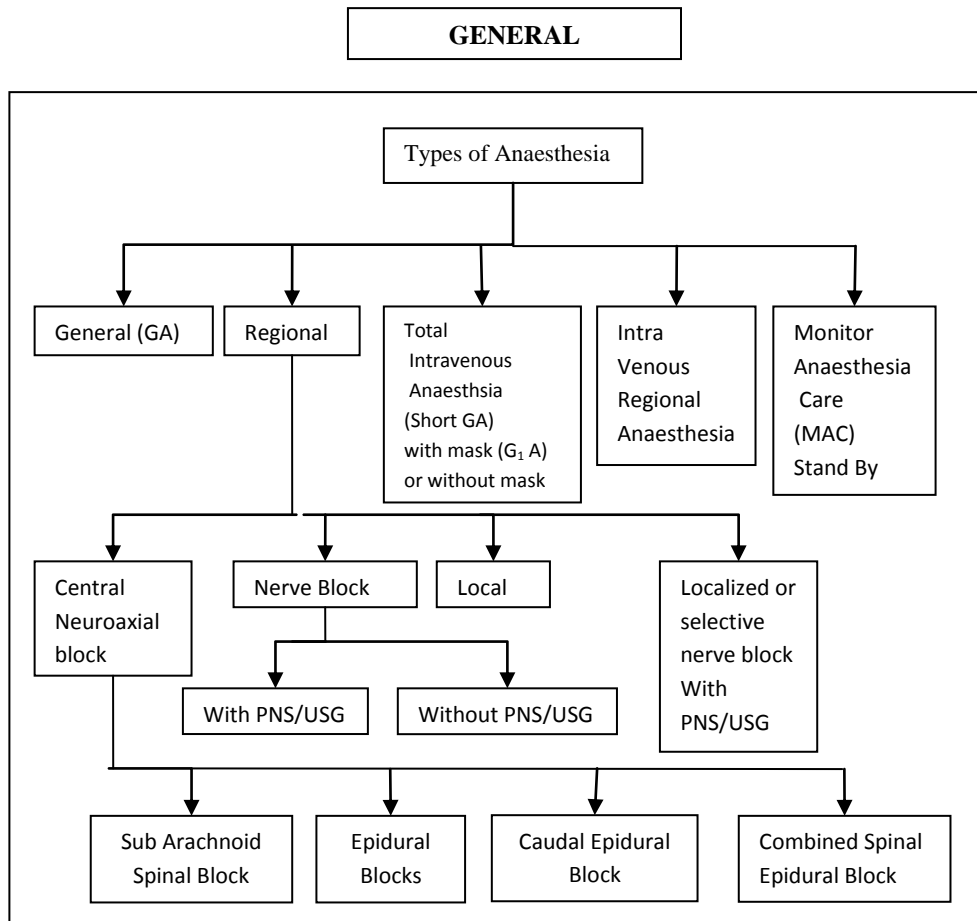 GENERAL
Types of Anaesthesia
General (GA)
Regional
Total
Intravenous
Anaesthsia
(Short GA)
with mask (G₁ A)
or without mask
Intra
Venous
Regional
Anaesthesia
Monitor
Anaesthesia
Care
(MAC)
Stand By
Central
Neuroaxial
block
Nerve Block
Local
Localized or
selective
nerve block
With
PNS/USG
With PNS/USG
Without PNS/USG
Sub Arachnoid
Spinal Block
Epidural
Blocks
Caudal Epidural
Block
Combined Spinal
Epidural Block